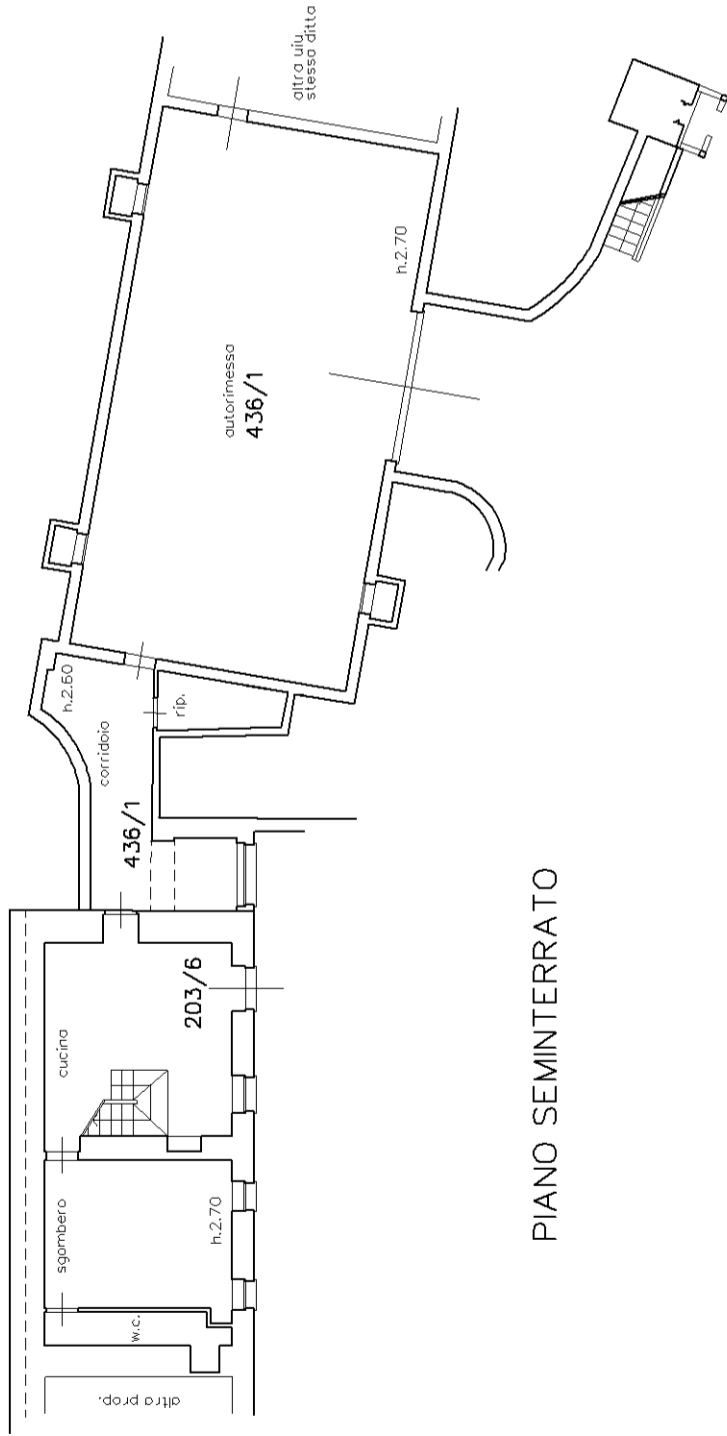 altra uiu
stessa ditta
h.2.70
autorimessa
436/1
h.2.60
corridoio
rip.
436/1
cucina
203/6
sgombero
h.2.70
w.c.
altra prop.
PIANO SEMINTERRATO